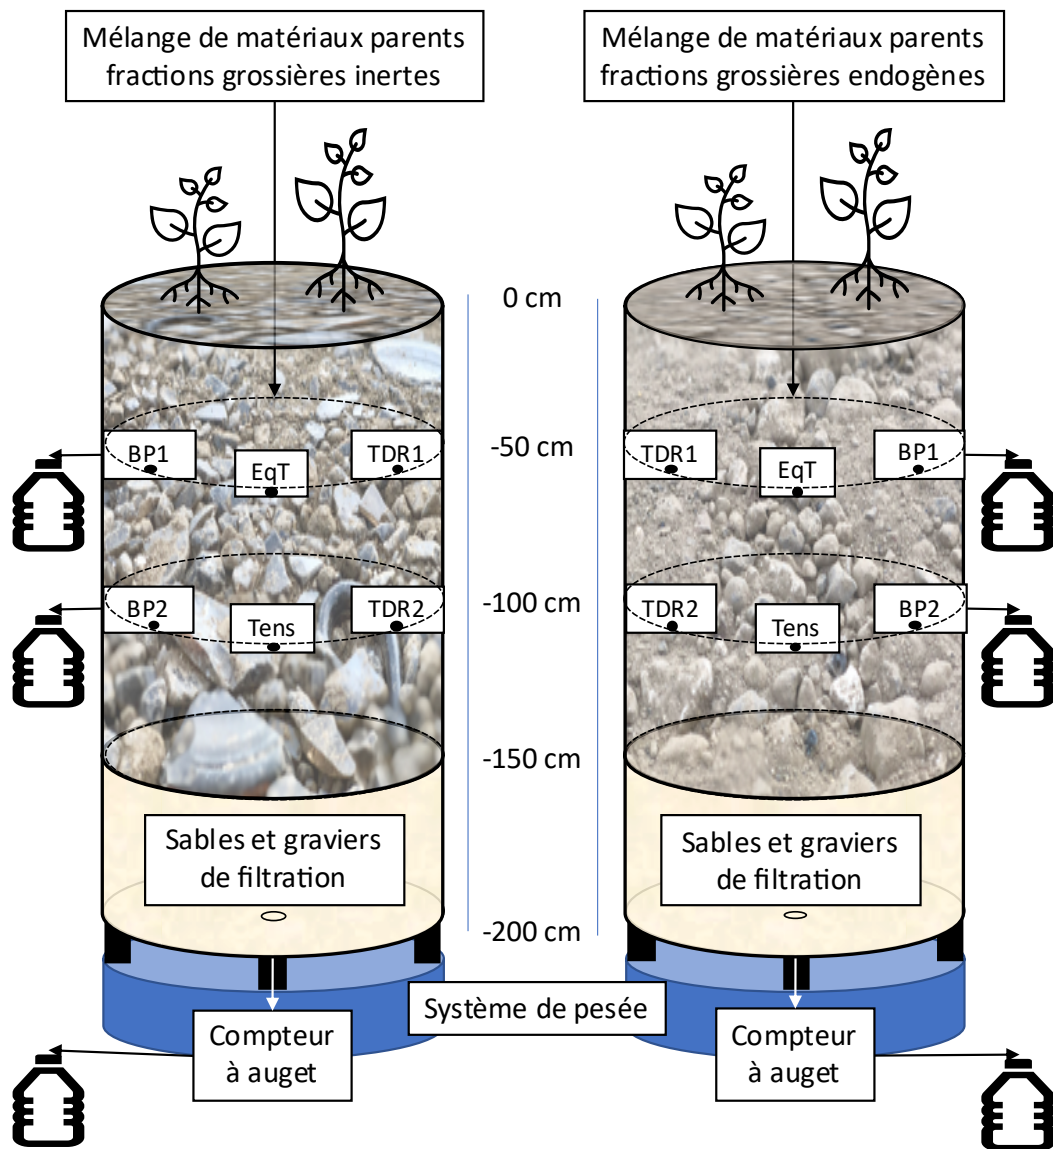 Mélange de matériaux parents
fractions grossières inertes
Mélange de matériaux parents
fractions grossières endogènes
0 cm
-50 cm
-100 cm
-150 cm
-200 cm
BP1
EqT
TDR1
BP2
Tens
TDR2
TDR1
EqT
BP1
TDR2
Tens
BP2
Sables et graviers
de filtration
Sables et graviers
de filtration
Système de pesée
Compteur
à auget
Compteur
à auget